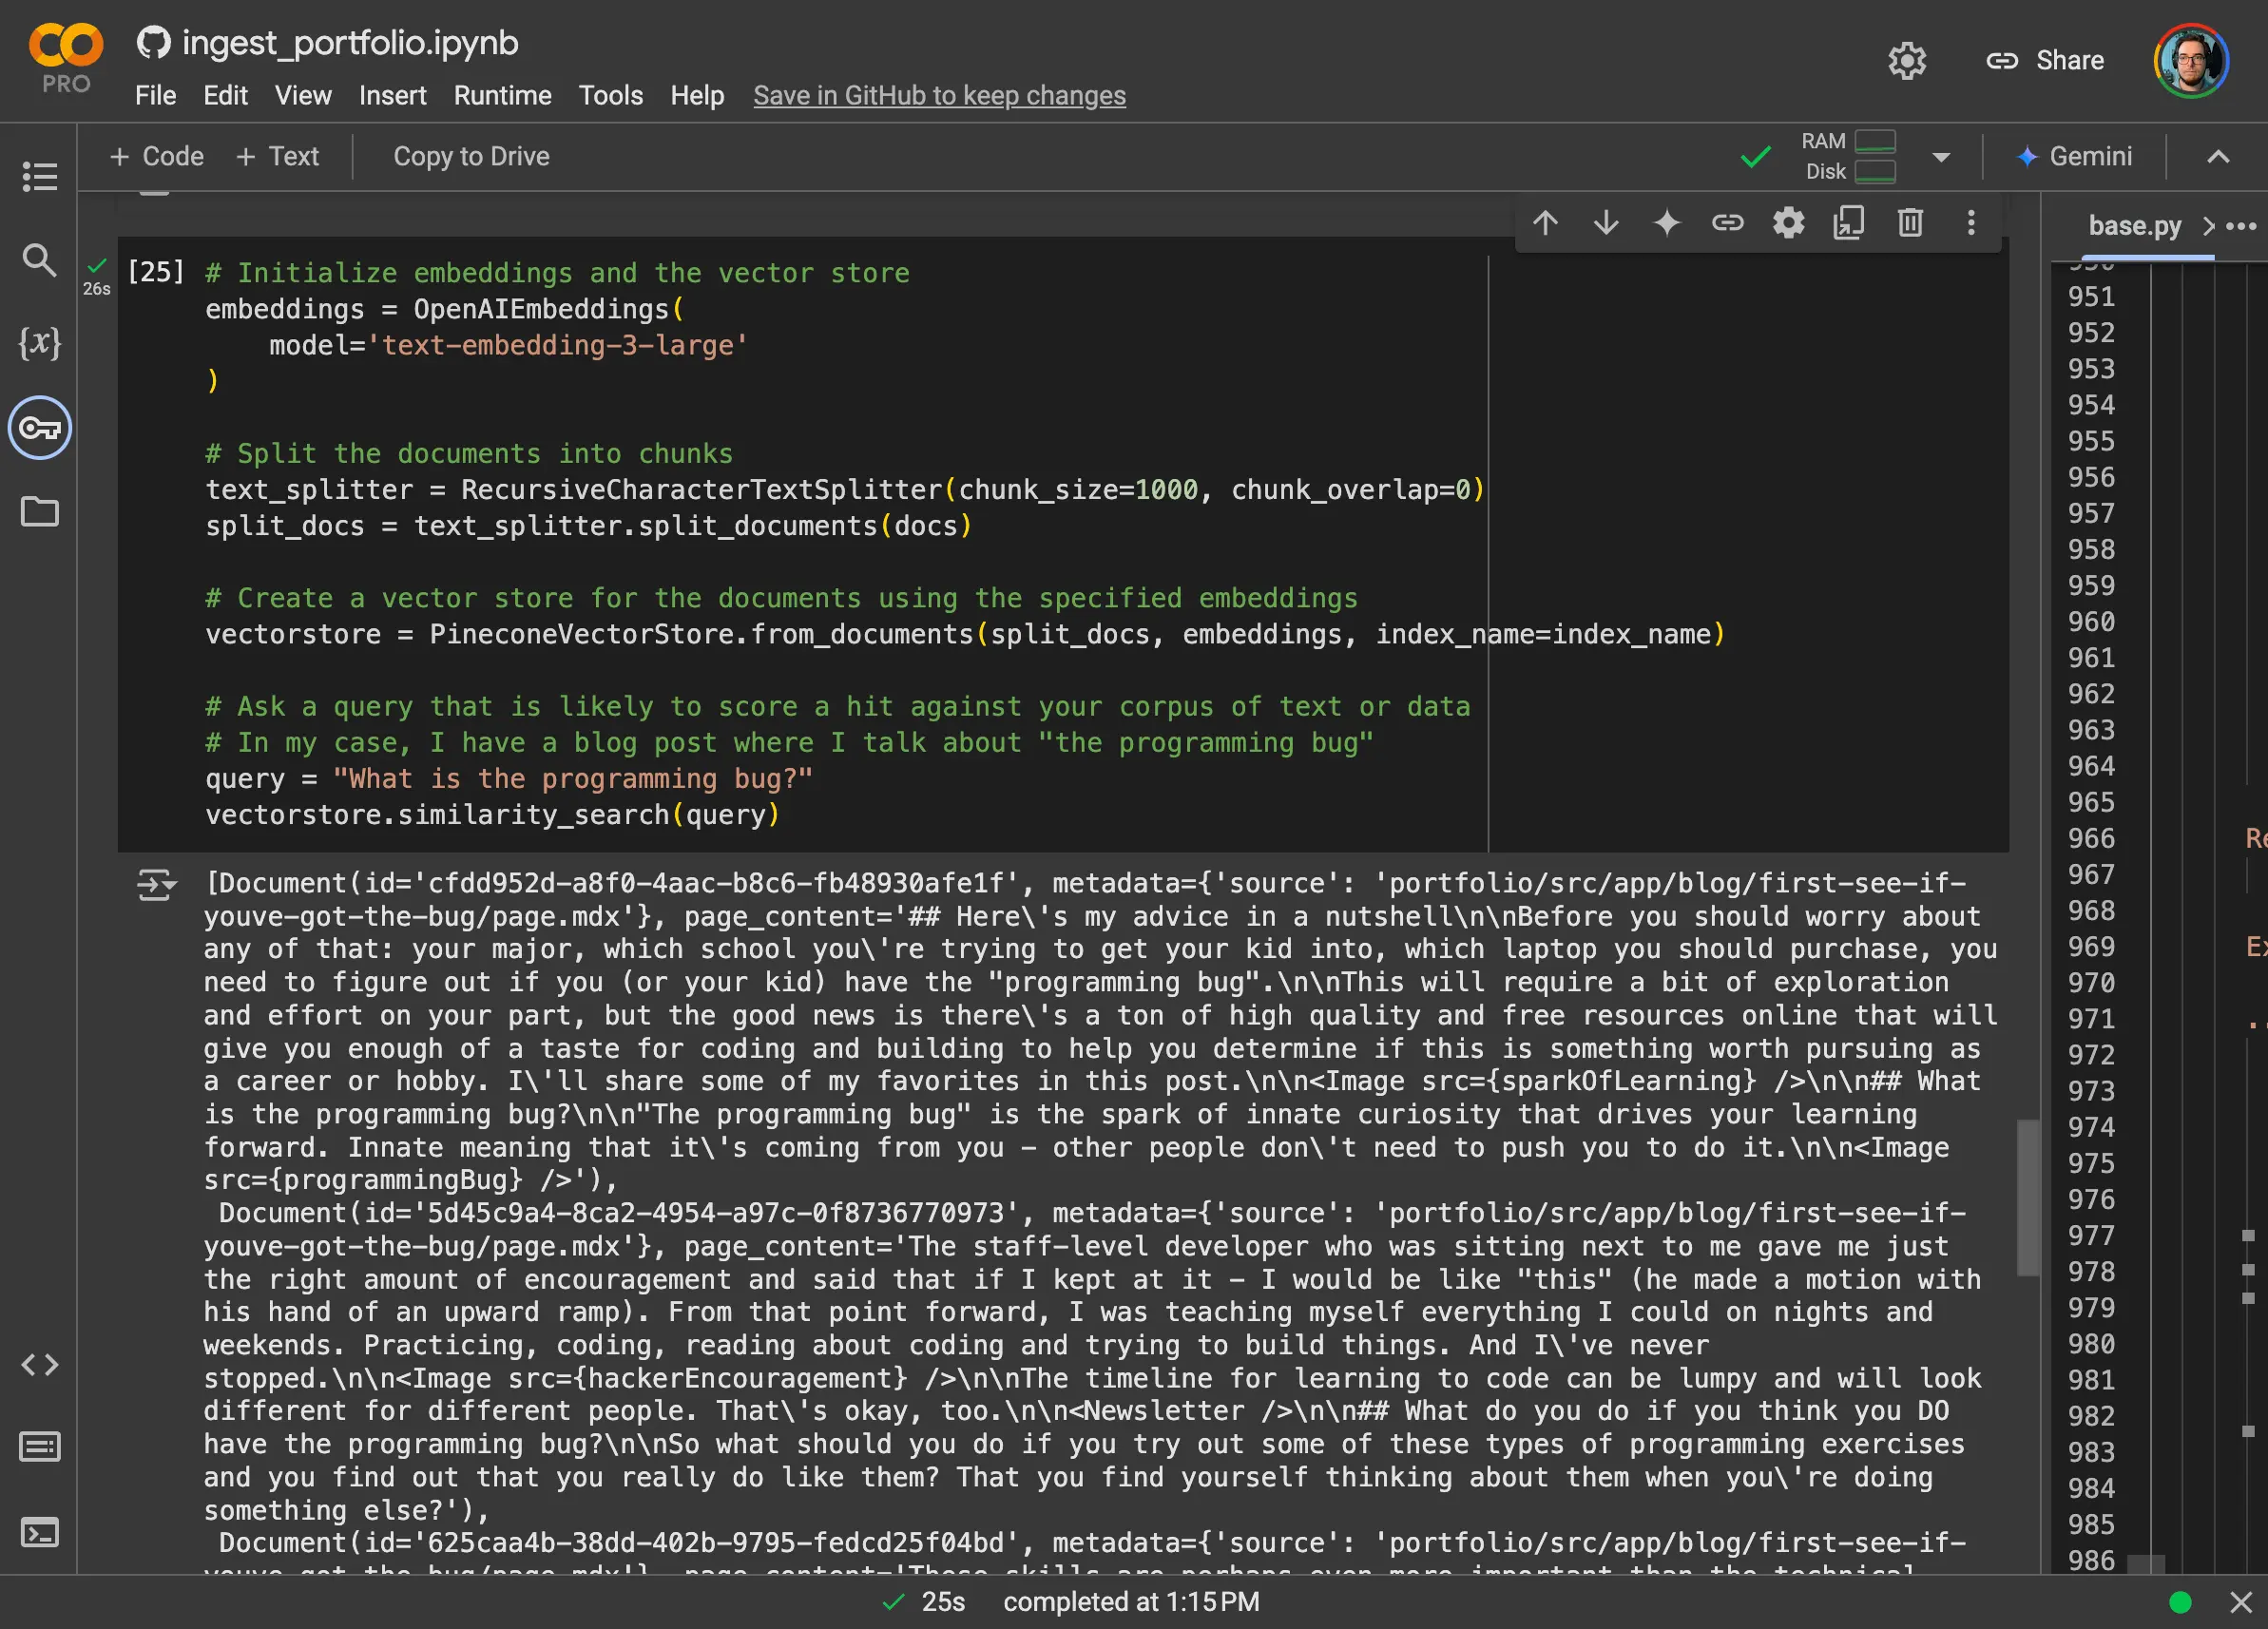 ingest_portfolio.ipynb
PRO
File Edit View Insert Runtime Tools Help Save in GitHub to keep changes
Share
+ Code + Text Copy to Drive
RAM
Disk
Gemini
base.py
[25] # Initialize embeddings and the vector store
26s
embeddings = OpenAIEmbeddings(
model='text-embedding-3-large'
)
# Split the documents into chunks
text_splitter = RecursiveCharacterTextSplitter(chunk_size=1000, chunk_overlap=0)
split_docs = text_splitter.split_documents(docs)
# Create a vector store for the documents using the specified embeddings
vectorstore = PineconeVectorStore.from_documents(split_docs, embeddings, index_name=index_name)
# Ask a query that is likely to score a hit against your corpus of text or data
# In my case, I have a blog post where I talk about "the programming bug"
query = "What is the programming bug?"
vectorstore.similarity_search(query)
[Document(id='cfdd952d-a8f0-4aac-b8c6-fb48930afe1f', metadata={'source': 'portfolio/src/app/blog/first-see-if-
youve-got-the-bug/page.mdx'}, page_content='## Here\'s my advice in a nutshell\n\nBefore you should worry about
any of that: your major, which school you\'re trying to get your kid into, which laptop you should purchase, you
need to figure out if you (or your kid) have the "programming bug".\n\nThis will require a bit of exploration
and effort on your part, but the good news is there\'s a ton of high quality and free resources online that will
give you enough of a taste for coding and building to help you determine if this is something worth pursuing as
a career or hobby. I\'ll share some of my favorites in this post.\n\n<Image src={sparkOfLearning} />\n\n## What
is the programming bug?\n\n"The programming bug" is the spark of innate curiosity that drives your learning
forward. Innate meaning that it\'s coming from you - other people don\'t need to push you to do it.\n\n<Image
src={programmingBug} />'),
Document(id='5d45c9a4-8ca2-4954-a97c-0f8736770973', metadata={'source': 'portfolio/src/app/blog/first-see-if-
youve-got-the-bug/page.mdx'}, page_content='The staff-level developer who was sitting next to me gave me just
the right amount of encouragement and said that if I kept at it - I would be like "this" (he made a motion with
his hand of an upward ramp). From that point forward, I was teaching myself everything I could on nights and
weekends. Practicing, coding, reading about coding and trying to build things. And I\'ve never
stopped.\n\n<Image src={hackerEncouragement} />\n\nThe timeline for learning to code can be lumpy and will look
different for different people. That\'s okay, too.\n\n<Newsletter />\n\n## What do you do if you think you DO
have the programming bug?\n\nSo what should you do if you try out some of these types of programming exercises
and you find out that you really do like them? That you find yourself thinking about them when you\'re doing
something else?'),
Document(id='625caa4b-38dd-402b-9795-fedcd25f04bd', metadata={'source': 'portfolio/src/app/blog/first-see-if-
youve-got-the-bug/page.mdx'}, page_content='These skills are perhaps even more important than the technical
951
952
953
954
955
956
957
958
959
960
961
962
963
964
965
966 Re
967
968
969 Ex
970
971 ..
972
973
974
975
976
977
978
979
980
981
982
983
984
985
986
25s completed at 1:15 PM